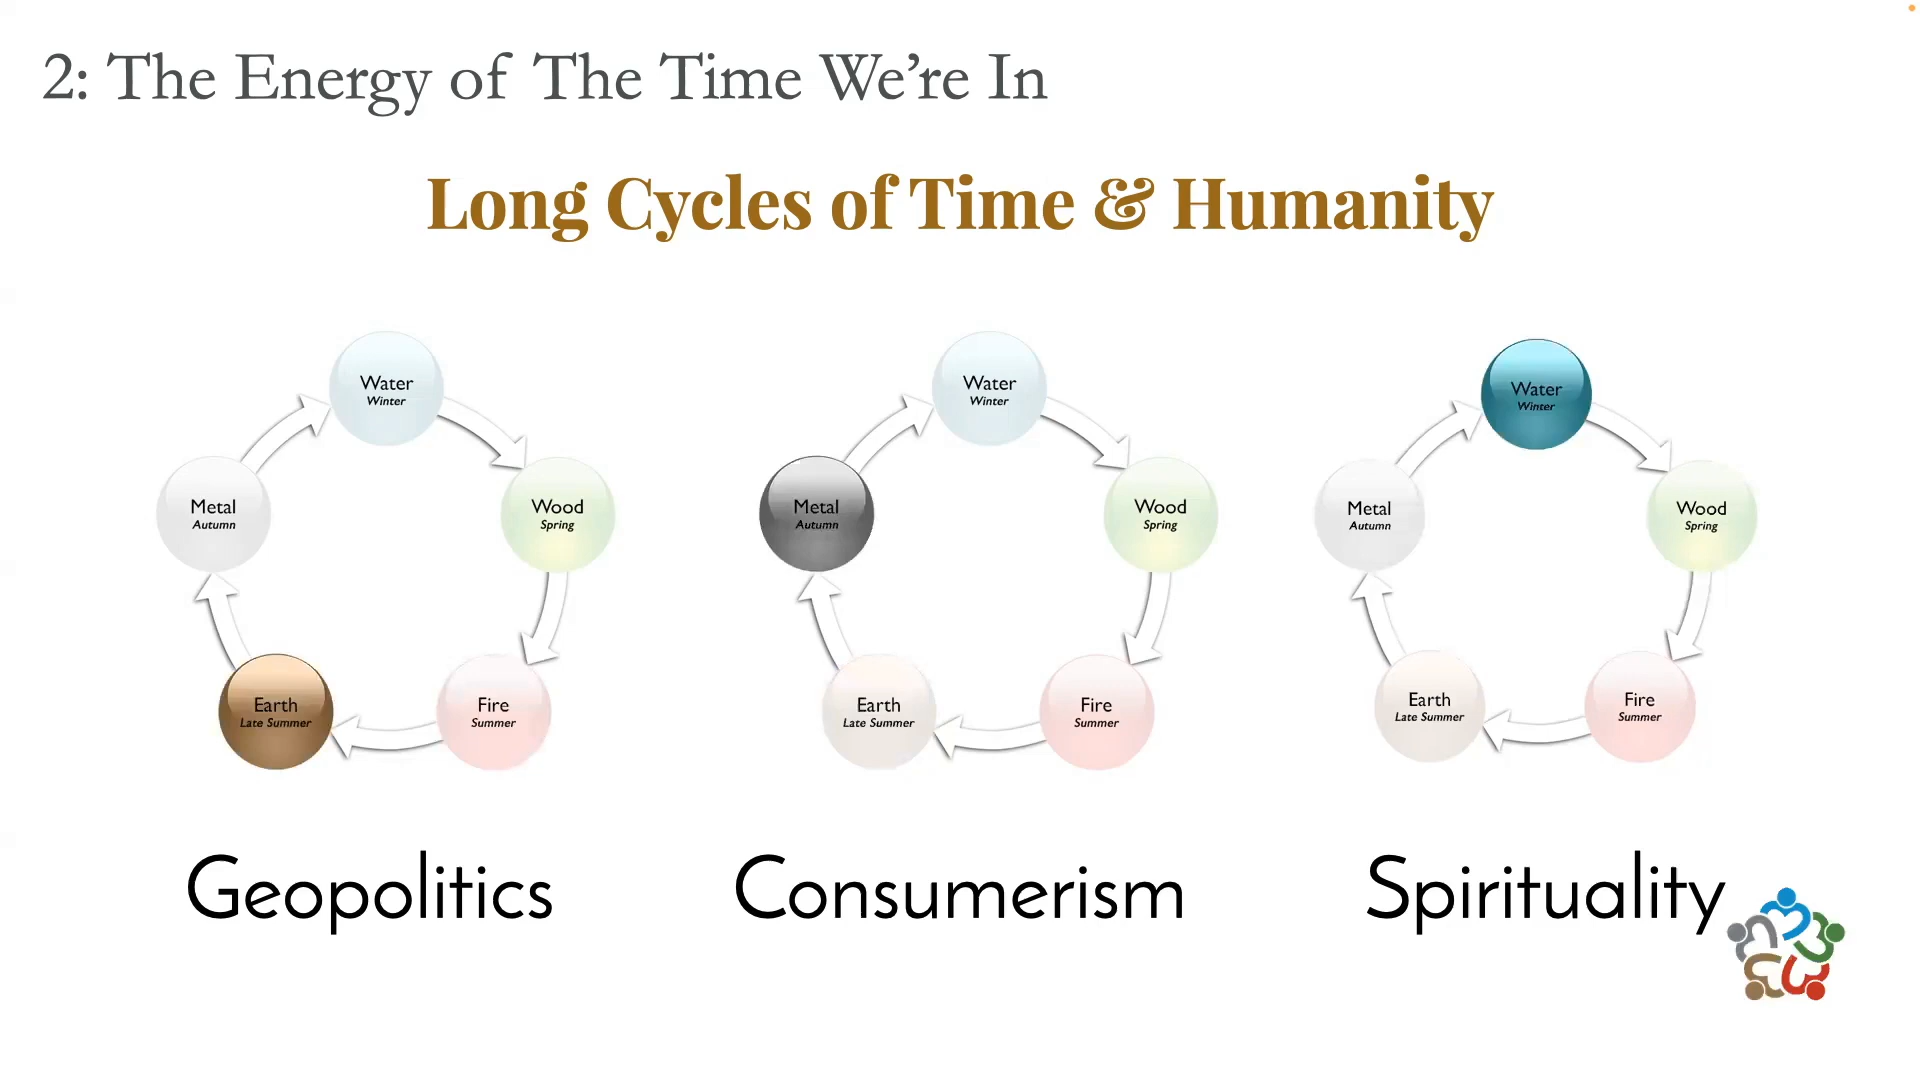 2: The Energy of The Time We’re In
Long Cycles of Time & Humanity
Water
Winter
Wood
Spring
Fire
Summer
Earth
Late Summer
Metal
Autumn
Geopolitics
Water
Winter
Wood
Spring
Fire
Summer
Earth
Late Summer
Metal
Autumn
Consumerism
Water
Winter
Wood
Spring
Fire
Summer
Earth
Late Summer
Metal
Autumn
Spirituality